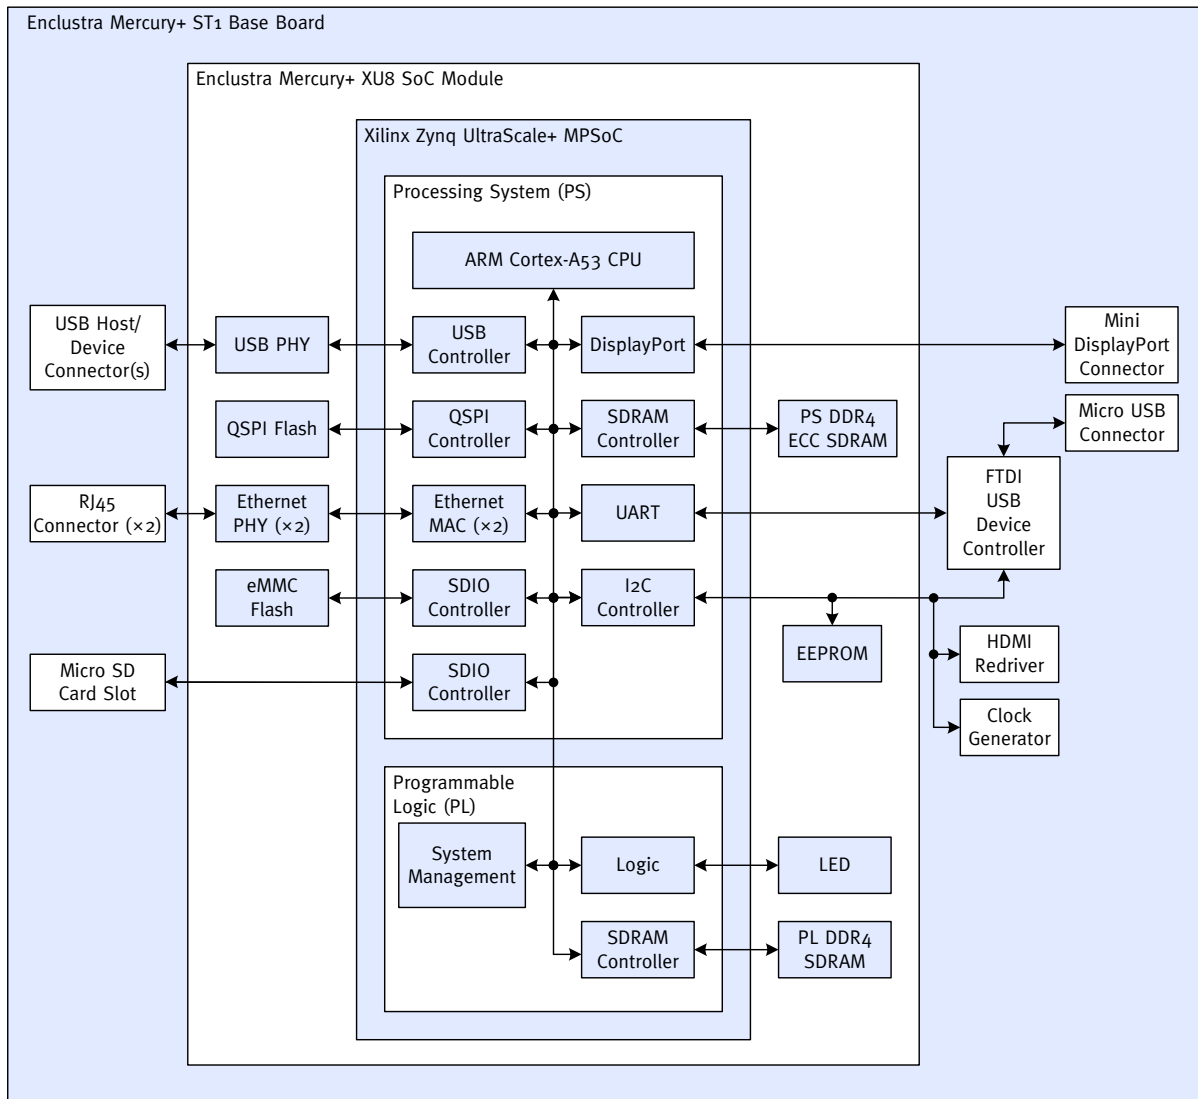 Enclustra Mercury+ ST1 Base Board
Enclustra Mercury+ XU8 SoC Module
Xilinx Zynq UltraScale+ MPSoC
Processing System (PS)
ARM Cortex-A53 CPU
USB Host/
Device
Connector(s)
USB PHY
USB
Controller
DisplayPort
Mini
DisplayPort
Connector
QSPI Flash
QSPI
Controller
SDRAM
Controller
PS DDR4
ECC SDRAM
Micro USB
Connector
RJ45
Connector (×2)
Ethernet
PHY (×2)
Ethernet
MAC (×2)
UART
FTDI
USB
Device
Controller
eMMC
Flash
SDIO
Controller
I2C
Controller
EEPROM
HDMI
Redriver
Micro SD
Card Slot
SDIO
Controller
Clock
Generator
Programmable
Logic (PL)
System
Management
Logic
LED
SDRAM
Controller
PL DDR4
SDRAM